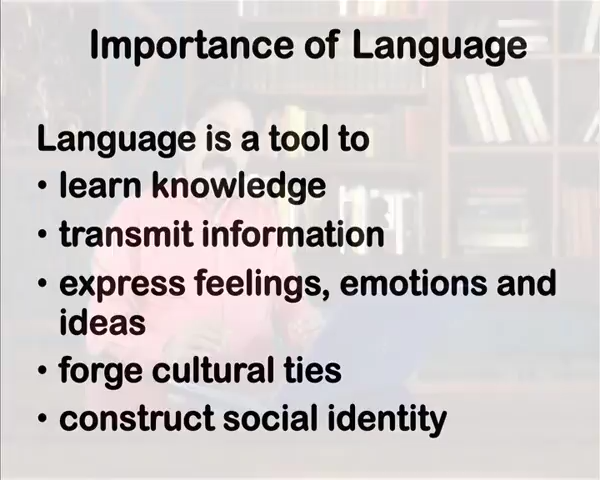 Importance of Language
Language is a tool to
• learn knowledge
• transmit information
• express feelings, emotions and
ideas
• forge cultural ties
• construct social identity